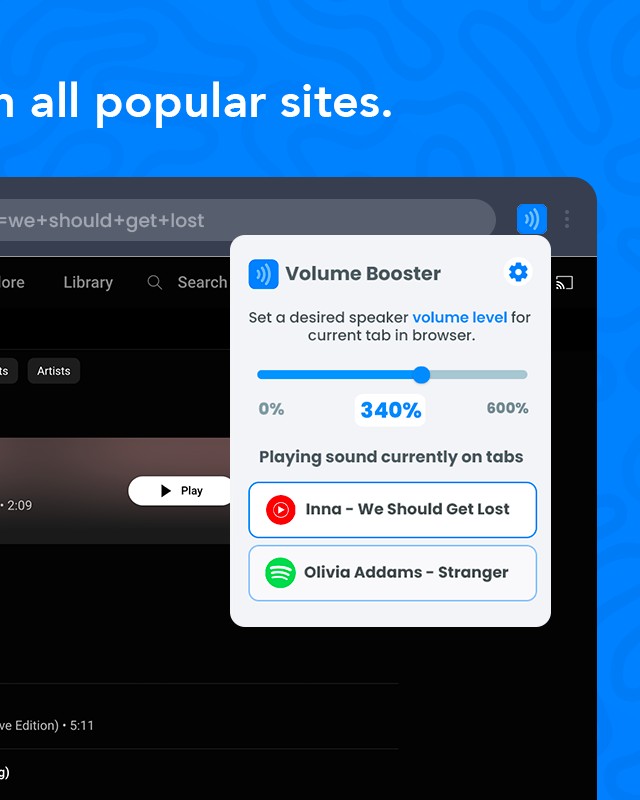 n all popular sites.
=we+should+get+lost
lore
Library
Search
Volume Booster
Set a desired speaker volume level for
current tab in browser.
ts
Artists
0%
340%
600%
Playing sound currently on tabs
• 2:09
Play
Inna - We Should Get Lost
Olivia Addams - Stranger
ve Edition) • 5:11
g)